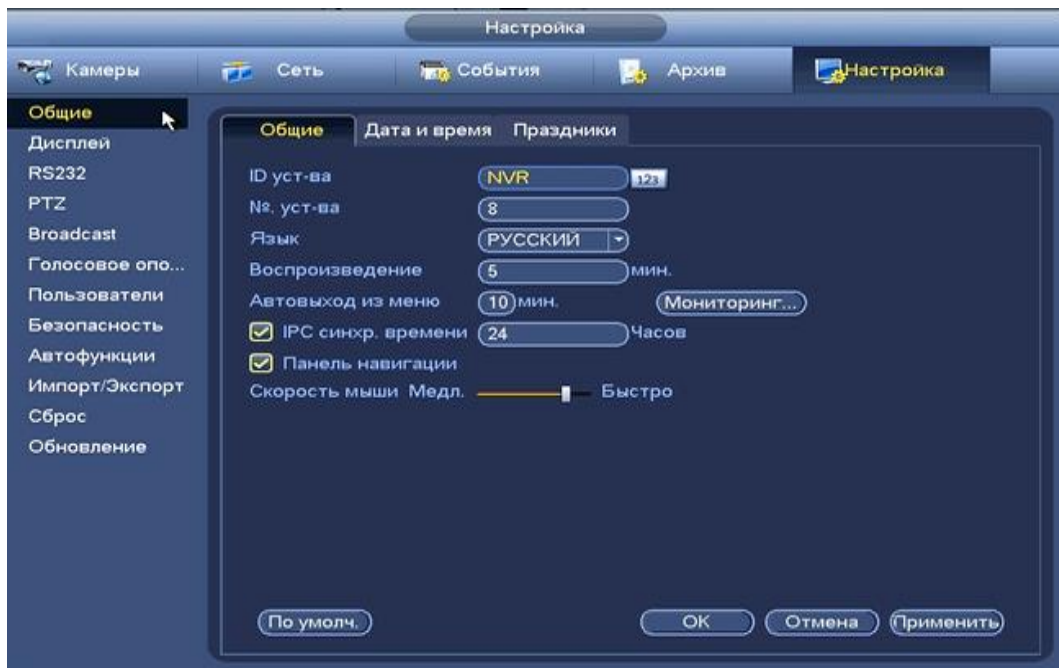 Настройка
Камеры Сеть События Архив Настройка
Общие
Дисплей
RS232
PTZ
Broadcast
Голосовое опо...
Пользователи
Безопасность
Автофункции
Импорт/Экспорт
Сброс
Обновление
Общие Дата и время Праздники
ID уст-ва NVR 123
№. уст-ва 8
Язык РУССКИЙ
Воспроизведение 5 мин.
Автовыход из меню 10 мин. Мониторинг...
IPC синхр. времени 24 Часов
Панель навигации
Скорость мыши Медл. Быстро
По умолч. OK Отмена Применить